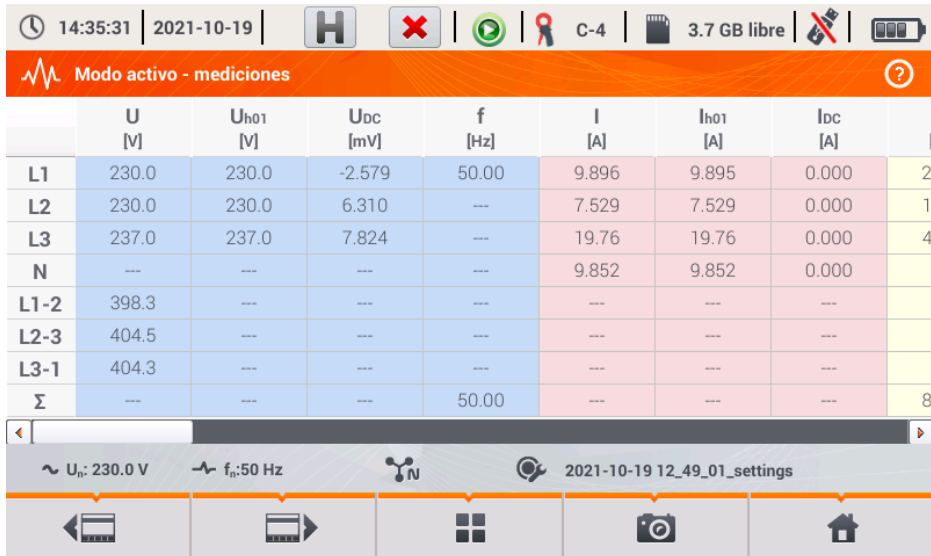 14:35:31 2021-10-19 H C-4 3.7 GB libre
Modo activo - mediciones ?
U Uh01 UDC f I Ih01 IDC
[V] [V] [mV] [Hz] [A] [A] [A]
L1 230.0 230.0 -2.579 50.00 9.896 9.895 0.000 2
L2 230.0 230.0 6.310 --- 7.529 7.529 0.000 1
L3 237.0 237.0 7.824 --- 19.76 19.76 0.000 4
N --- --- --- --- 9.852 9.852 0.000
L1-2 398.3 --- --- --- --- --- ---
L2-3 404.5 --- --- --- --- --- ---
L3-1 404.3 --- --- --- --- --- ---
Σ --- --- --- 50.00 --- --- --- 8
Un: 230.0 V fn:50 Hz N 2021-10-19 12_49_01_settings